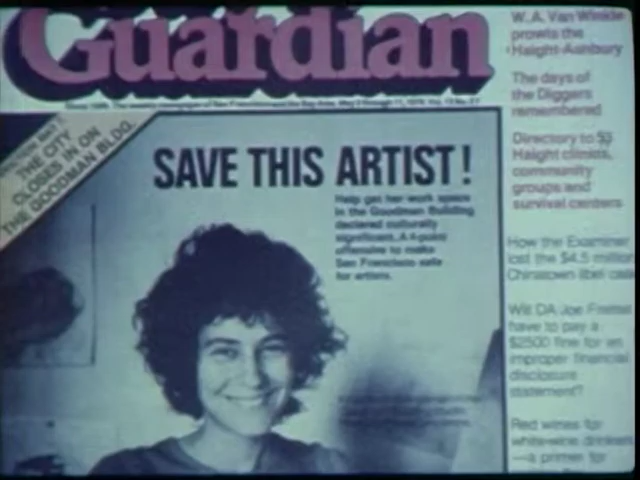 Guardian
SAVE THIS ARTIST!
THE CITY
CLOSES IN ON
THE GOODMAN BLDG.
Help get her work space
in the Goodman Building
declared culturally
significant. A 4-point
offensive to make
San Francisco safe
for artists.
W.A. Van Winkle
prowls the
Haight-Ashbury
The days of
the Diggers
remembered
Directory to 53
Haight clinics,
community
groups and
survival centers
How the Examiner
lost the $4.5 million
Chinatown libel case
Will DA Joe Freitas
have to pay a
$2500 fine for an
improper financial
disclosure
statement?
Red wines for
white-wine drinkers
—a primer for